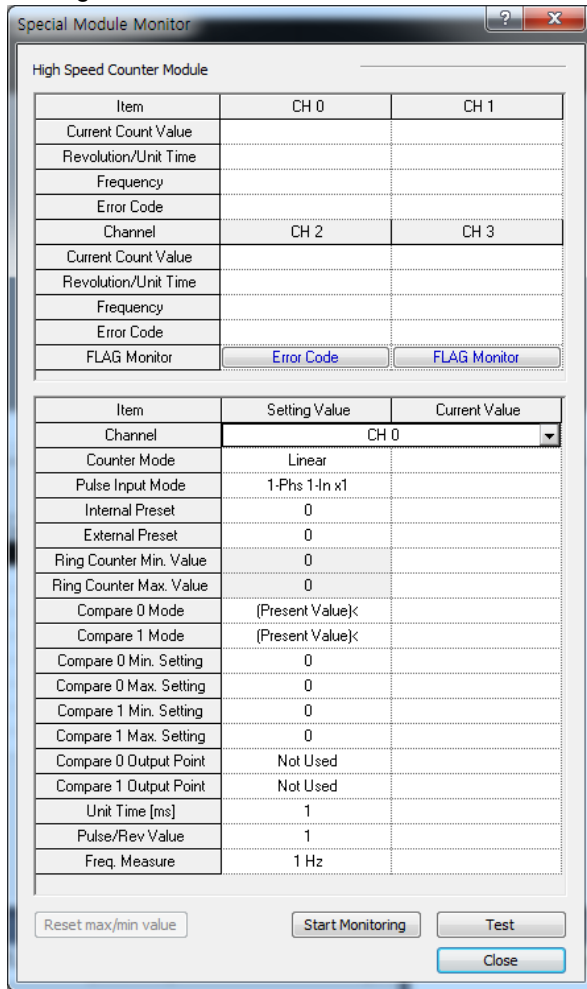 Special Module Monitor
High Speed Counter Module
Item CH 0 CH 1
Current Count Value
Revolution/Unit Time
Frequency
Error Code
Channel CH 2 CH 3
Current Count Value
Revolution/Unit Time
Frequency
Error Code
FLAG Monitor Error Code FLAG Monitor
Item Setting Value Current Value
Channel CH 0
Counter Mode Linear
Pulse Input Mode 1-Phs 1-In x1
Internal Preset 0
External Preset 0
Ring Counter Min. Value 0
Ring Counter Max. Value 0
Compare 0 Mode (Present Value)<
Compare 1 Mode (Present Value)<
Compare 0 Min. Setting 0
Compare 0 Max. Setting 0
Compare 1 Min. Setting 0
Compare 1 Max. Setting 0
Compare 0 Output Point Not Used
Compare 1 Output Point Not Used
Unit Time [ms] 1
Pulse/Rev Value 1
Freq. Measure 1 Hz
Reset max/min value Start Monitoring Test
Close